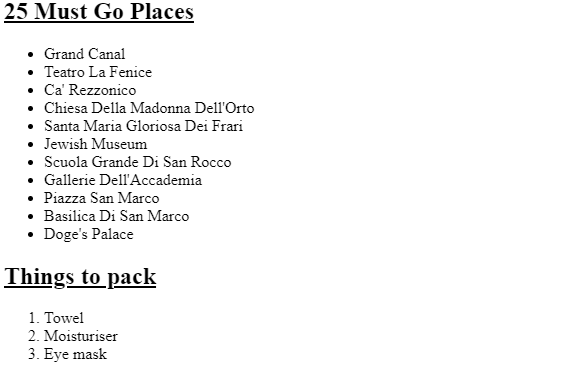 25 Must Go Places
• Grand Canal
• Teatro La Fenice
• Ca' Rezzonico
• Chiesa Della Madonna Dell'Orto
• Santa Maria Gloriosa Dei Frari
• Jewish Museum
• Scuola Grande Di San Rocco
• Gallerie Dell'Accademia
• Piazza San Marco
• Basilica Di San Marco
• Doge's Palace
Things to pack
1. Towel
2. Moisturiser
3. Eye mask